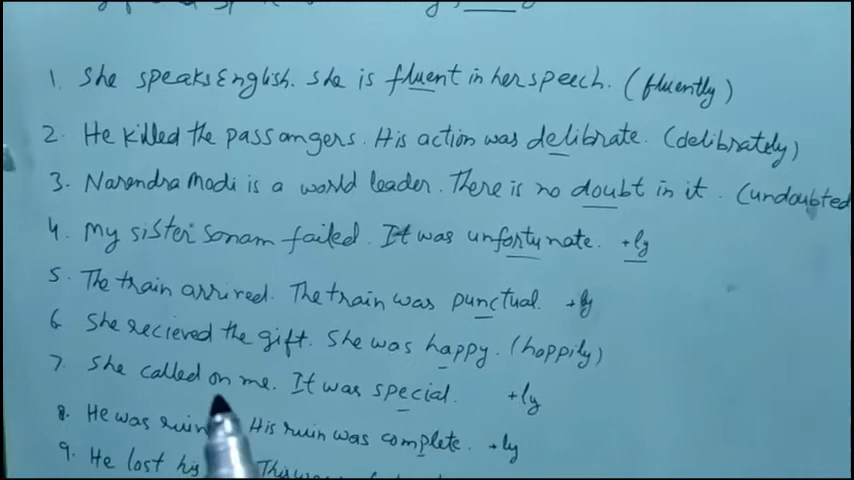 1. She speaks English. She is fluent in her speech. (fluently)
2. He killed the passangers. His action was delibrate. (delibrately)
3. Narendra Modi is a world leader. There is no doubt in it. (undoubted
4. My sister Sonam failed. It was unfortunate. +ly
5. The train arrived. The train was punctual. +ly
6 She recieved the gift. She was happy. (happily)
7. She called on me. It was special. +ly
8. He was ruin His ruin was complete. +ly
9. He lost his This